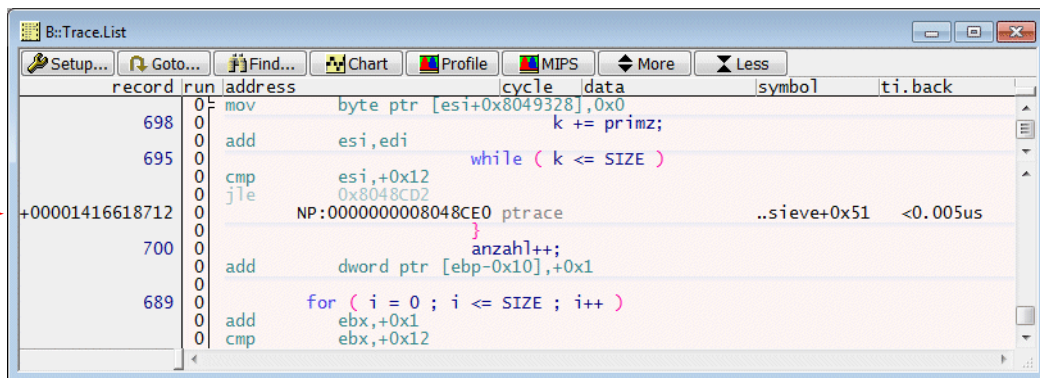 B::Trace.List
Setup... Goto... Find... Chart Profile MIPS More Less
record run address cycle data symbol ti.back
0 mov byte ptr [esi+0x8049328],0x0
698 0 k += primz;
0 add esi,edi
695 0 while ( k <= SIZE )
0 cmp esi,+0x12
0 jle 0x8048CD2
+00001416618712 0 NP:0000000008048CE0 ptrace ..sieve+0x51 <0.005us
0 }
700 0 anzahl++;
0 add dword ptr [ebp-0x10],+0x1
0
689 0 for ( i = 0 ; i <= SIZE ; i++ )
0 add ebx,+0x1
0 cmp ebx,+0x12